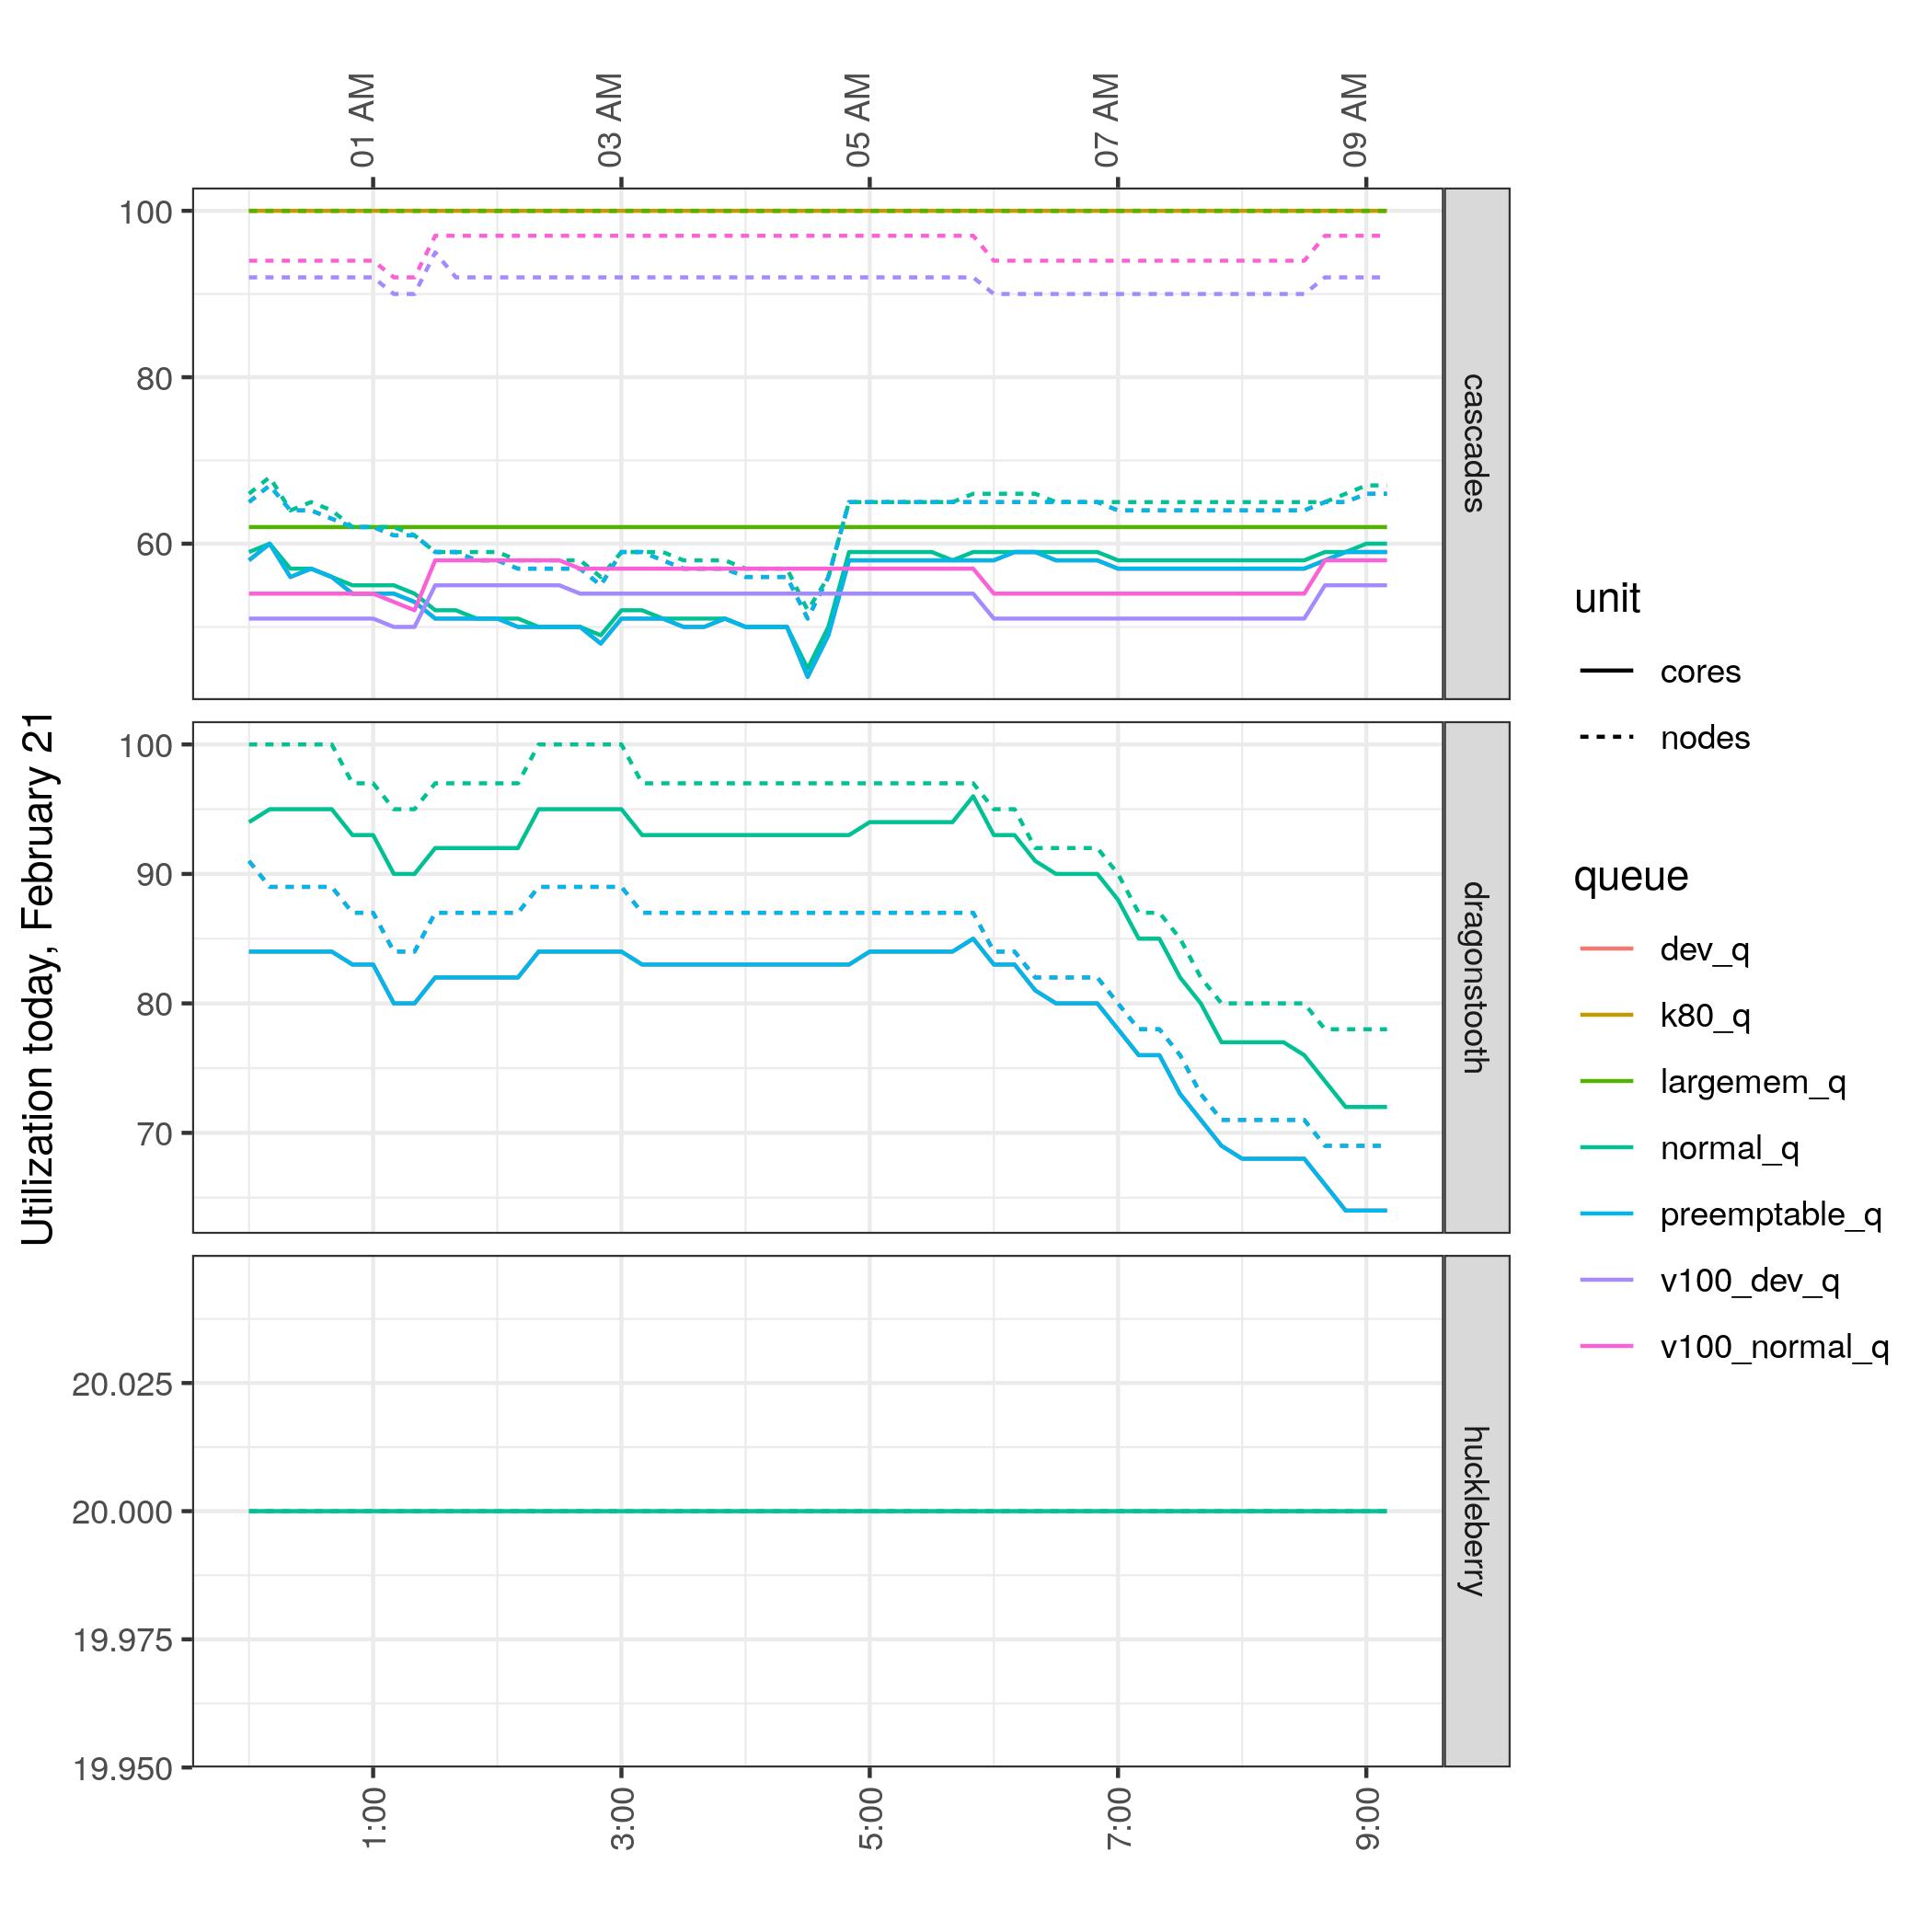 01 AM
03 AM
05 AM
07 AM
09 AM
Utilization today, February 21
100
80
60
cascades
100
90
80
70
dragonstooth
20.025
20.000
19.975
19.950
huckleberry
1:00
3:00
5:00
7:00
9:00
unit
cores
nodes
queue
dev_q
k80_q
largemem_q
normal_q
preemptable_q
v100_dev_q
v100_normal_q